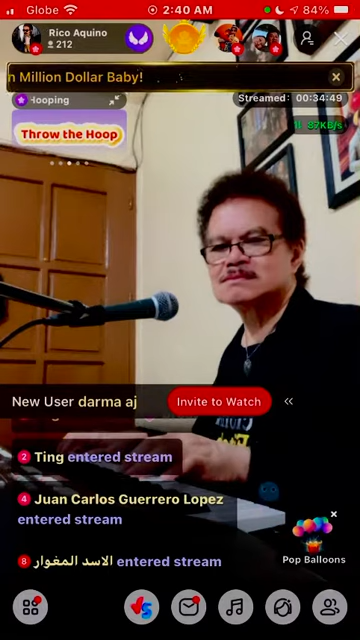 Globe
2:40 AM
84%
Rico Aquino
212
n Million Dollar Baby!
Hooping
Streamed: 00:34:49
87KB/s
Throw the Hoop
New User darma aj
Invite to Watch
2 Ting entered stream
4 Juan Carlos Guerrero Lopez
entered stream
8 الاسد المغوار entered stream
Pop Balloons
VS